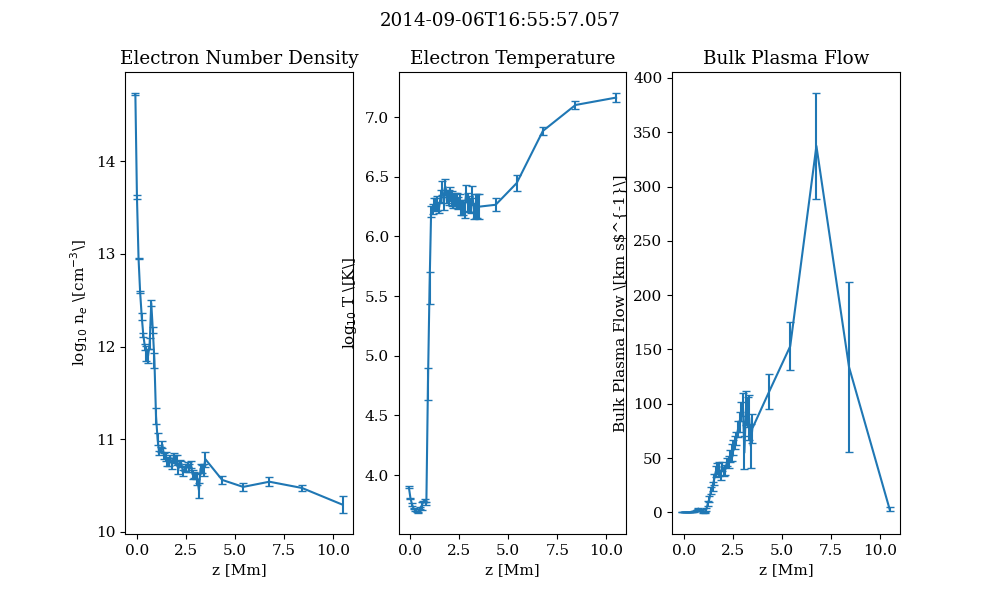 2014-09-06T16:55:57.057
Electron Number Density
Electron Temperature
Bulk Plasma Flow
log₁₀ nₑ \[cm⁻³\]
14
13
12
11
10
0.0 2.5 5.0 7.5 10.0
z [Mm]
log₁₀ T \[K\]
7.0
6.5
6.0
5.5
5.0
4.5
4.0
0.0 2.5 5.0 7.5 10.0
z [Mm]
Bulk Plasma Flow \[km s$^{-1}\]
400
350
300
250
200
150
100
50
0
0.0 2.5 5.0 7.5 10.0
z [Mm]